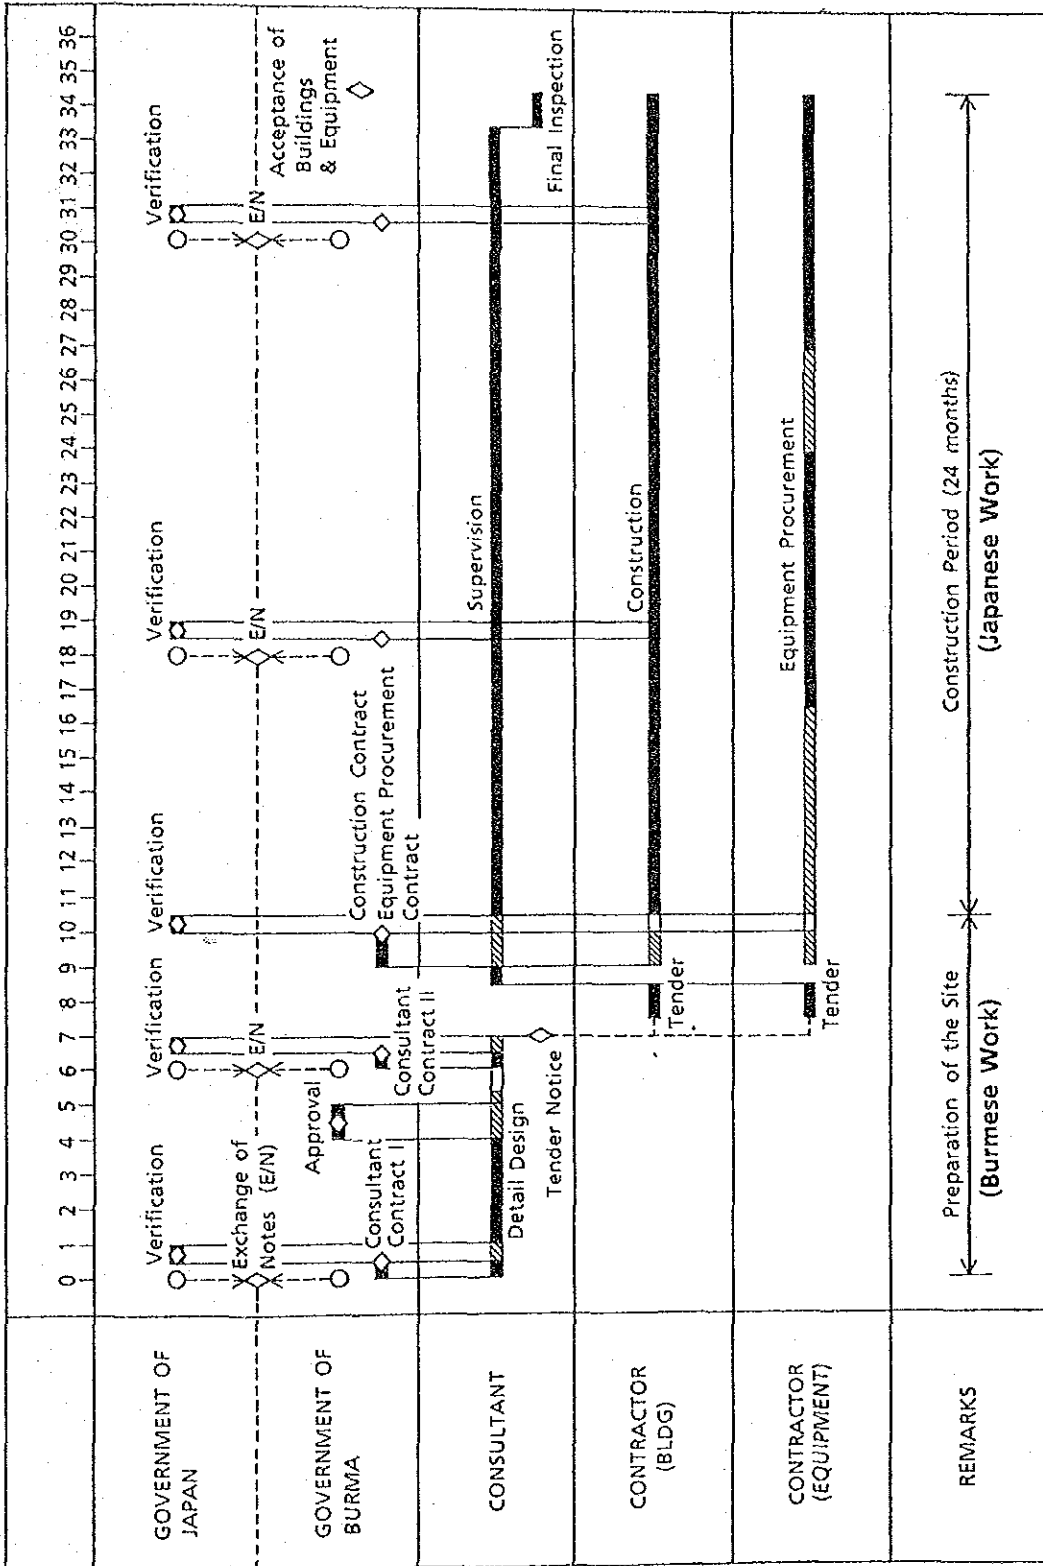 0 1 2 3 4 5 6 7 8 9 10 11 12 13 14 15 16 17 18 19 20 21 22 23 24 25 26 27 28 29 30 31 32 33 34 35 36
GOVERNMENT OF
JAPAN
Verification
Verification
Verification
Verification
Verification
Exchange of
Notes (E/N)
E/N
E/N
E/N
GOVERNMENT OF
BURMA
Approval
Consultant
Contract I
Consultant
Contract II
Construction Contract
Equipment Procurement
Contract
Acceptance of
Buildings
& Equipment
CONSULTANT
Detail Design
Tender Notice
Supervision
Final Inspection
CONTRACTOR
(BLDG)
Tender
Construction
CONTRACTOR
(EQUIPMENT)
Tender
Equipment Procurement
REMARKS
Preparation of the Site
(Burmese Work)
Construction Period (24 months)
(Japanese Work)